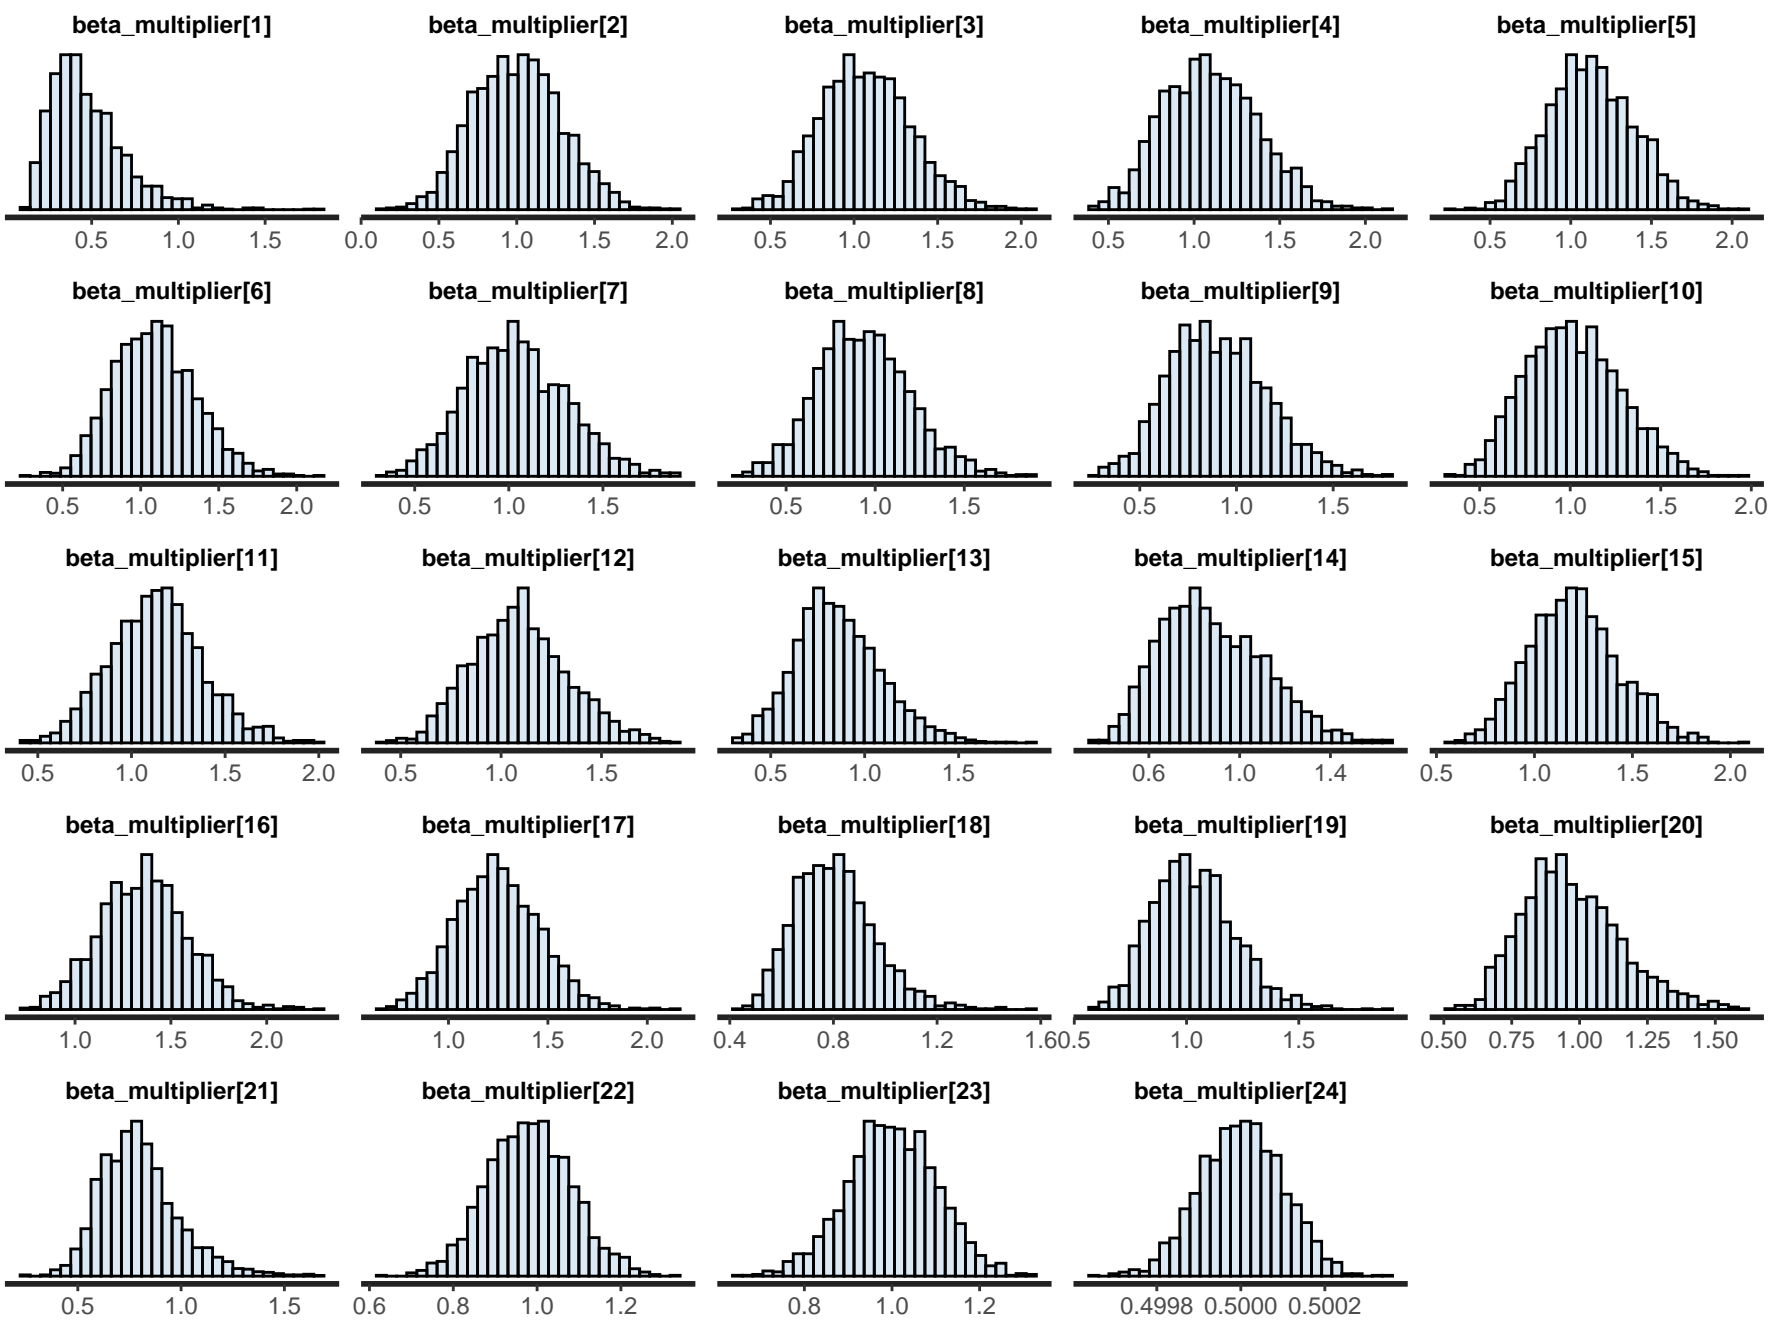 beta_multiplier[1] beta_multiplier[2] beta_multiplier[3] beta_multiplier[4] beta_multiplier[5]
0.5 1.0 1.5 0.0 0.5 1.0 1.5 2.0 0.5 1.0 1.5 2.0 0.5 1.0 1.5 2.0 0.5 1.0 1.5 2.0
beta_multiplier[6] beta_multiplier[7] beta_multiplier[8] beta_multiplier[9] beta_multiplier[10]
0.5 1.0 1.5 2.0 0.5 1.0 1.5 0.5 1.0 1.5 0.5 1.0 1.5 0.5 1.0 1.5 2.0
beta_multiplier[11] beta_multiplier[12] beta_multiplier[13] beta_multiplier[14] beta_multiplier[15]
0.5 1.0 1.5 2.0 0.5 1.0 1.5 0.5 1.0 1.5 0.6 1.0 1.4 0.5 1.0 1.5 2.0
beta_multiplier[16] beta_multiplier[17] beta_multiplier[18] beta_multiplier[19] beta_multiplier[20]
1.0 1.5 2.0 1.0 1.5 2.0 0.4 0.8 1.2 1.6 0.5 1.0 1.5 0.50 0.75 1.00 1.25 1.50
beta_multiplier[21] beta_multiplier[22] beta_multiplier[23] beta_multiplier[24]
0.5 1.0 1.5 0.6 0.8 1.0 1.2 0.8 1.0 1.2 0.4998 0.5000 0.5002